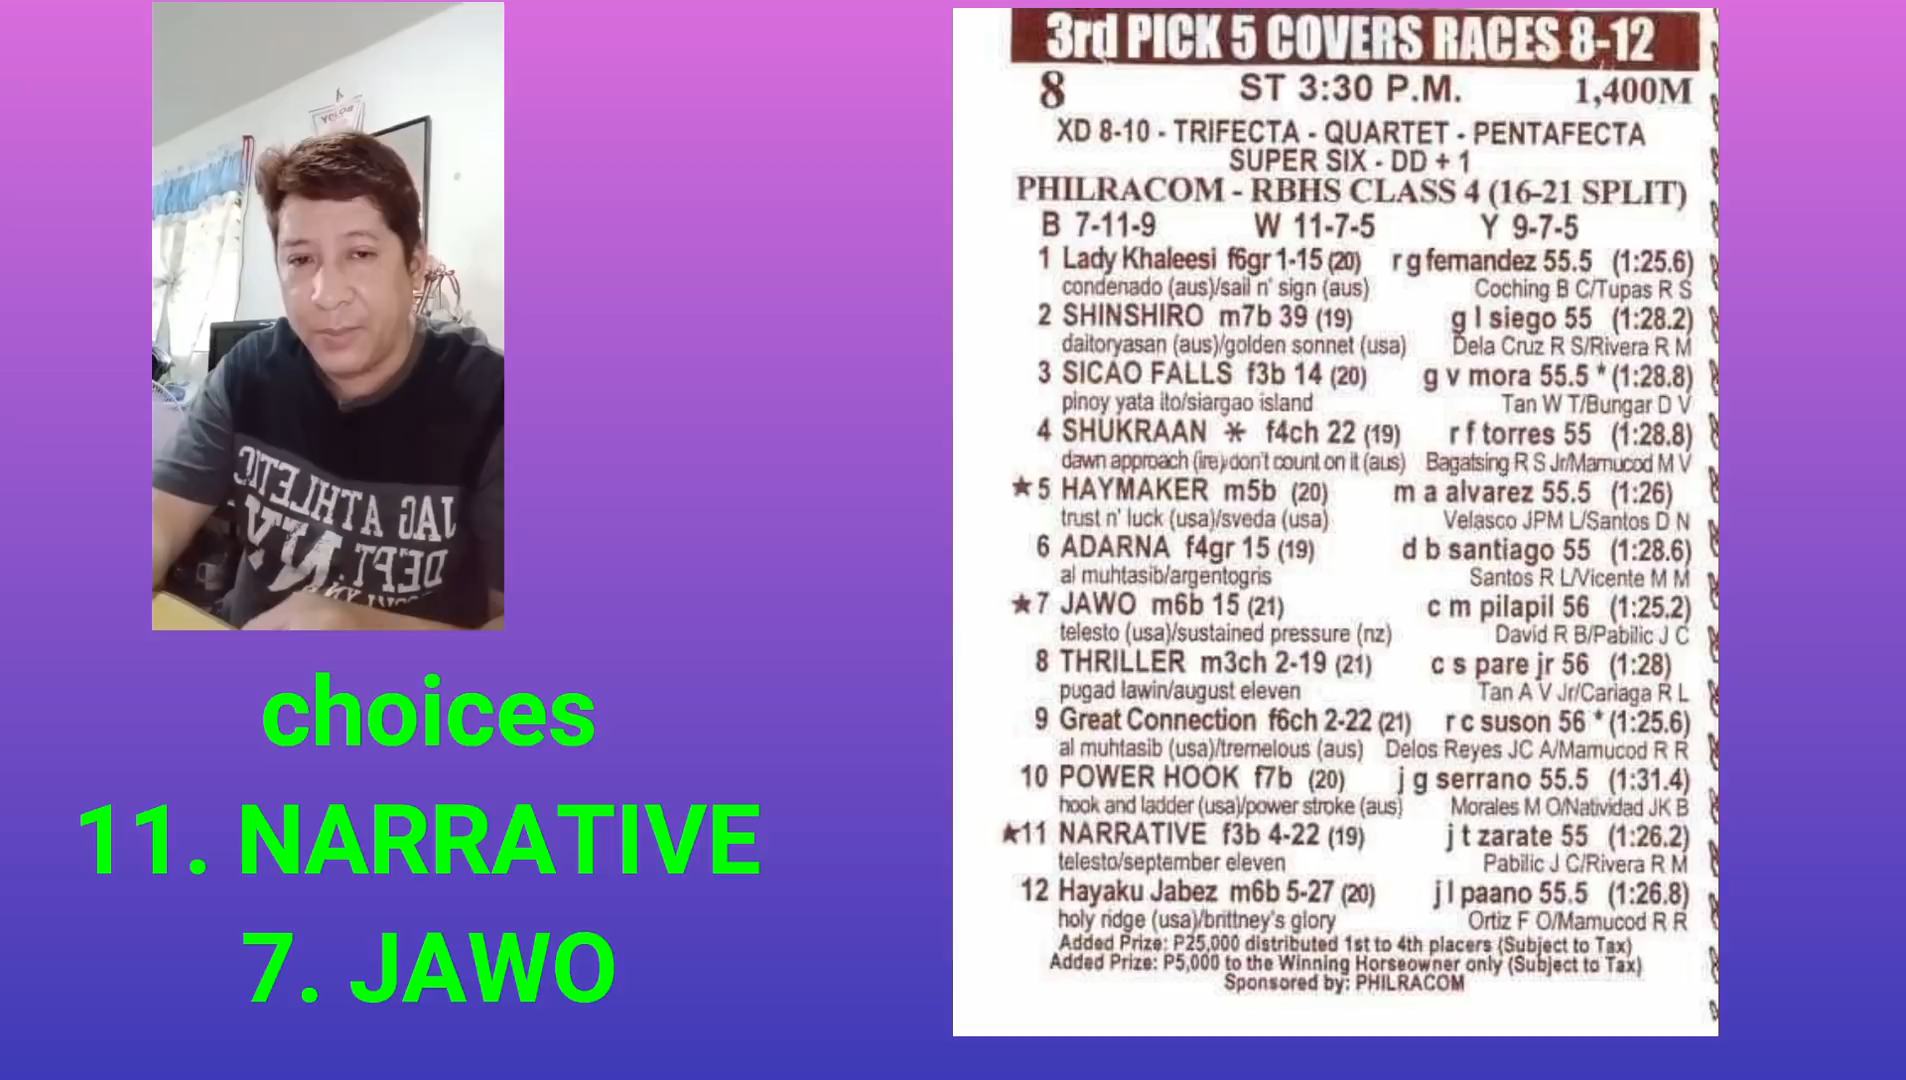 JAG ATHLETIC
DEPT. NY
choices
11. NARRATIVE
7. JAWO
3rd PICK 5 COVERS RACES 8-12
8 ST 3:30 P.M. 1,400M
XD 8-10 - TRIFECTA - QUARTET - PENTAFECTA
SUPER SIX - DD + 1
PHILRACOM - RBHS CLASS 4 (16-21 SPLIT)
B 7-11-9 W 11-7-5 Y 9-7-5
1 Lady Khaleesi f6gr 1-15 (20) r g fernandez 55.5 (1:25.6)
condenado (aus)/sail n' sign (aus) Coching B C/Tupas R S
2 SHINSHIRO m7b 39 (19) g l siego 55 (1:28.2)
daitoryasan (aus)/golden sonnet (usa) Dela Cruz R S/Rivera R M
3 SICAO FALLS f3b 14 (20) g v mora 55.5 * (1:28.8)
pinoy yata ito/siargao island Tan W T/Bungar D V
4 SHUKRAAN * f4ch 22 (19) r f torres 55 (1:28.8)
dawn approach (ire)/don't count on it (aus) Bagatsing R S Jr/Mamucod M V
★5 HAYMAKER m5b (20) m a alvarez 55.5 (1:26)
trust n' luck (usa)/sveda (usa) Velasco JPM L/Santos D N
6 ADARNA f4gr 15 (19) d b santiago 55 (1:28.6)
al muhtasib/argentogris Santos R L/Vicente M M
★7 JAWO m6b 15 (21) c m pilapil 56 (1:25.2)
telesto (usa)/sustained pressure (nz) David R B/Pabilic J C
8 THRILLER m3ch 2-19 (21) c s pare jr 56 (1:28)
pugad lawin/august eleven Tan A V Jr/Cariaga R L
9 Great Connection f6ch 2-22 (21) r c suson 56 * (1:25.6)
al muhtasib (usa)/tremelous (aus) Delos Reyes JC A/Mamucod R R
10 POWER HOOK f7b (20) j g serrano 55.5 (1:31.4)
hook and ladder (usa)/power stroke (aus) Morales M O/Natividad JK B
★11 NARRATIVE f3b 4-22 (19) j t zarate 55 (1:26.2)
telesto/september eleven Pabilic J C/Rivera R M
12 Hayaku Jabez m6b 5-27 (20) j l paano 55.5 (1:26.8)
holy ridge (usa)/brittney's glory Ortiz F O/Mamucod R R
Added Prize: P25,000 distributed 1st to 4th placers (Subject to Tax)
Added Prize: P5,000 to the Winning Horseowner only (Subject to Tax)
Sponsored by: PHILRACOM